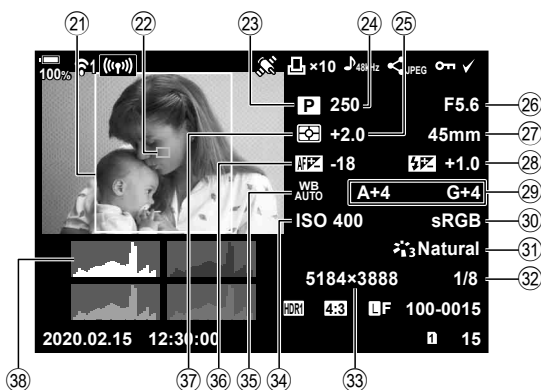 21 22 23 24 25
100% 1 ×10 48kHz JPEG
P 250 F5.6 26
+2.0 45mm 27
AF -18 +1.0 28
WB AUTO A+4 G+4 29
ISO 400 sRGB 30
3 Natural 31
5184×3888 1/8 32
HDR1 4:3 L F 100-0015
2020.02.15 12:30:00 1 15
38 37 36 35 34 33